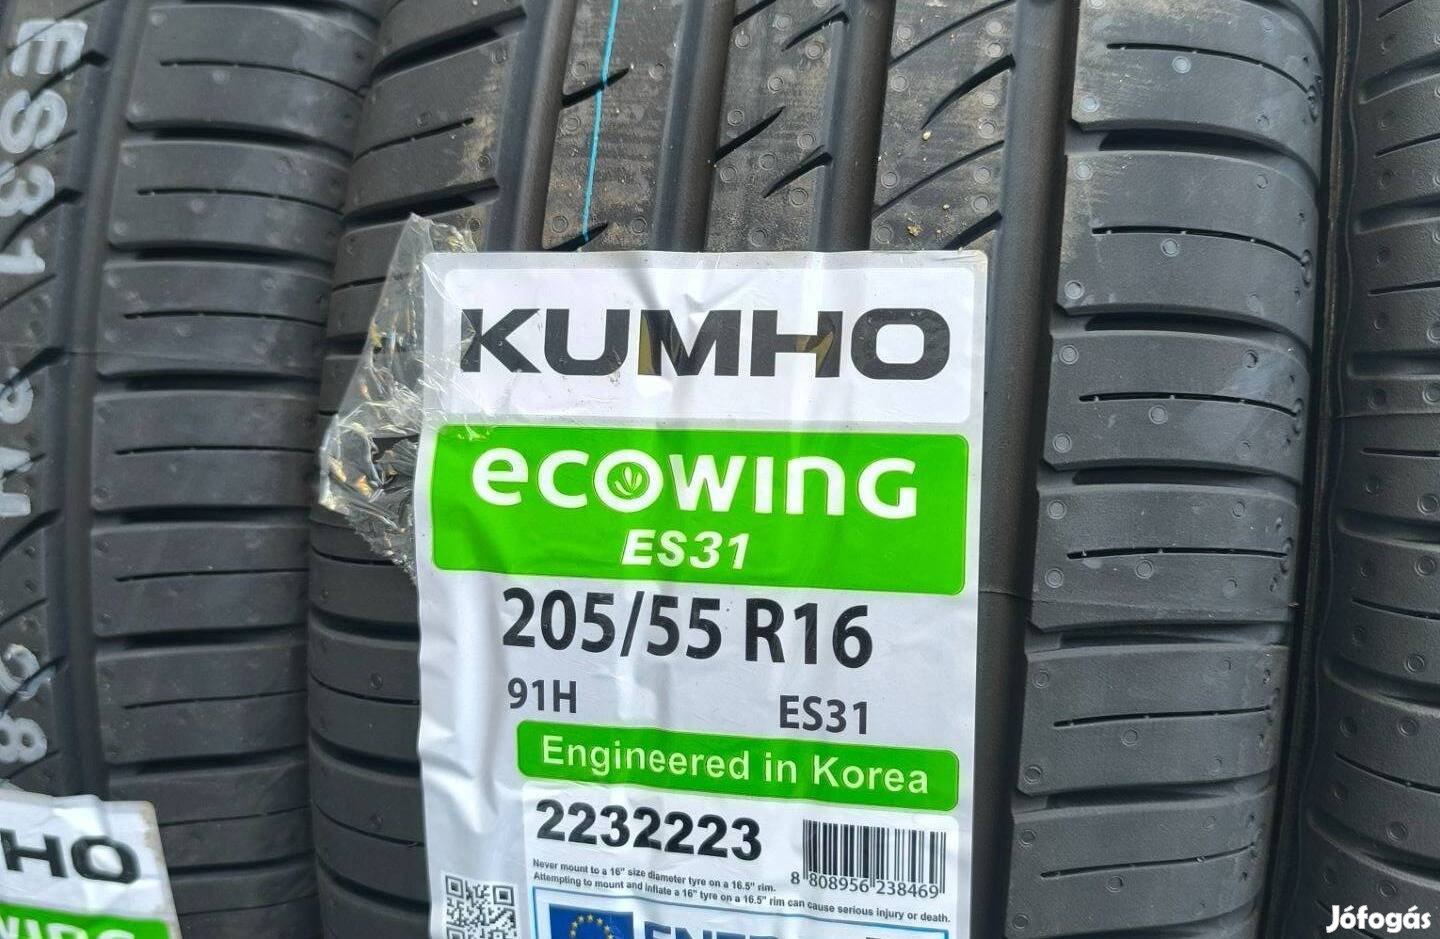 ES31
KUMHO
ecowing
ES31
205/55 R16
91H ES31
Engineered in Korea
2232223
Never mount to a 16" size diameter tyre on a 16.5" rim.
Attempting to mount and inflate a 16" tyre on a 16.5" rim can cause serious injury or death.
8 808956 238469
HO
WING
Jófogás